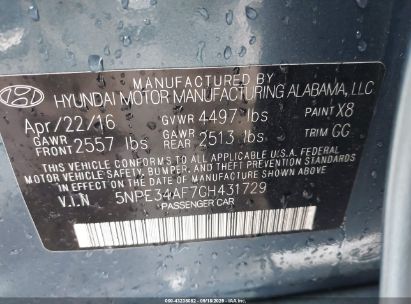 MANUFACTURED BY
HYUNDAI MOTOR MANUFACTURING ALABAMA, LLC
Apr/22/16 GVWR 4497 lbs PAINT X8
GAWR FRONT 2557 lbs GAWR 2513 lbs TRIM GG
THIS VEHICLE CONFORMS TO ALL APPLICABLE FEDERAL
MOTOR VEHICLE SAFETY, BUMPER, AND THEFT PREVENTION
STANDARDS IN EFFECT ON THE DATE OF MANUFACTURE
SHOWN ABOVE.
V.I.N 5NPE34AF7GH431729
PASSENGER CAR